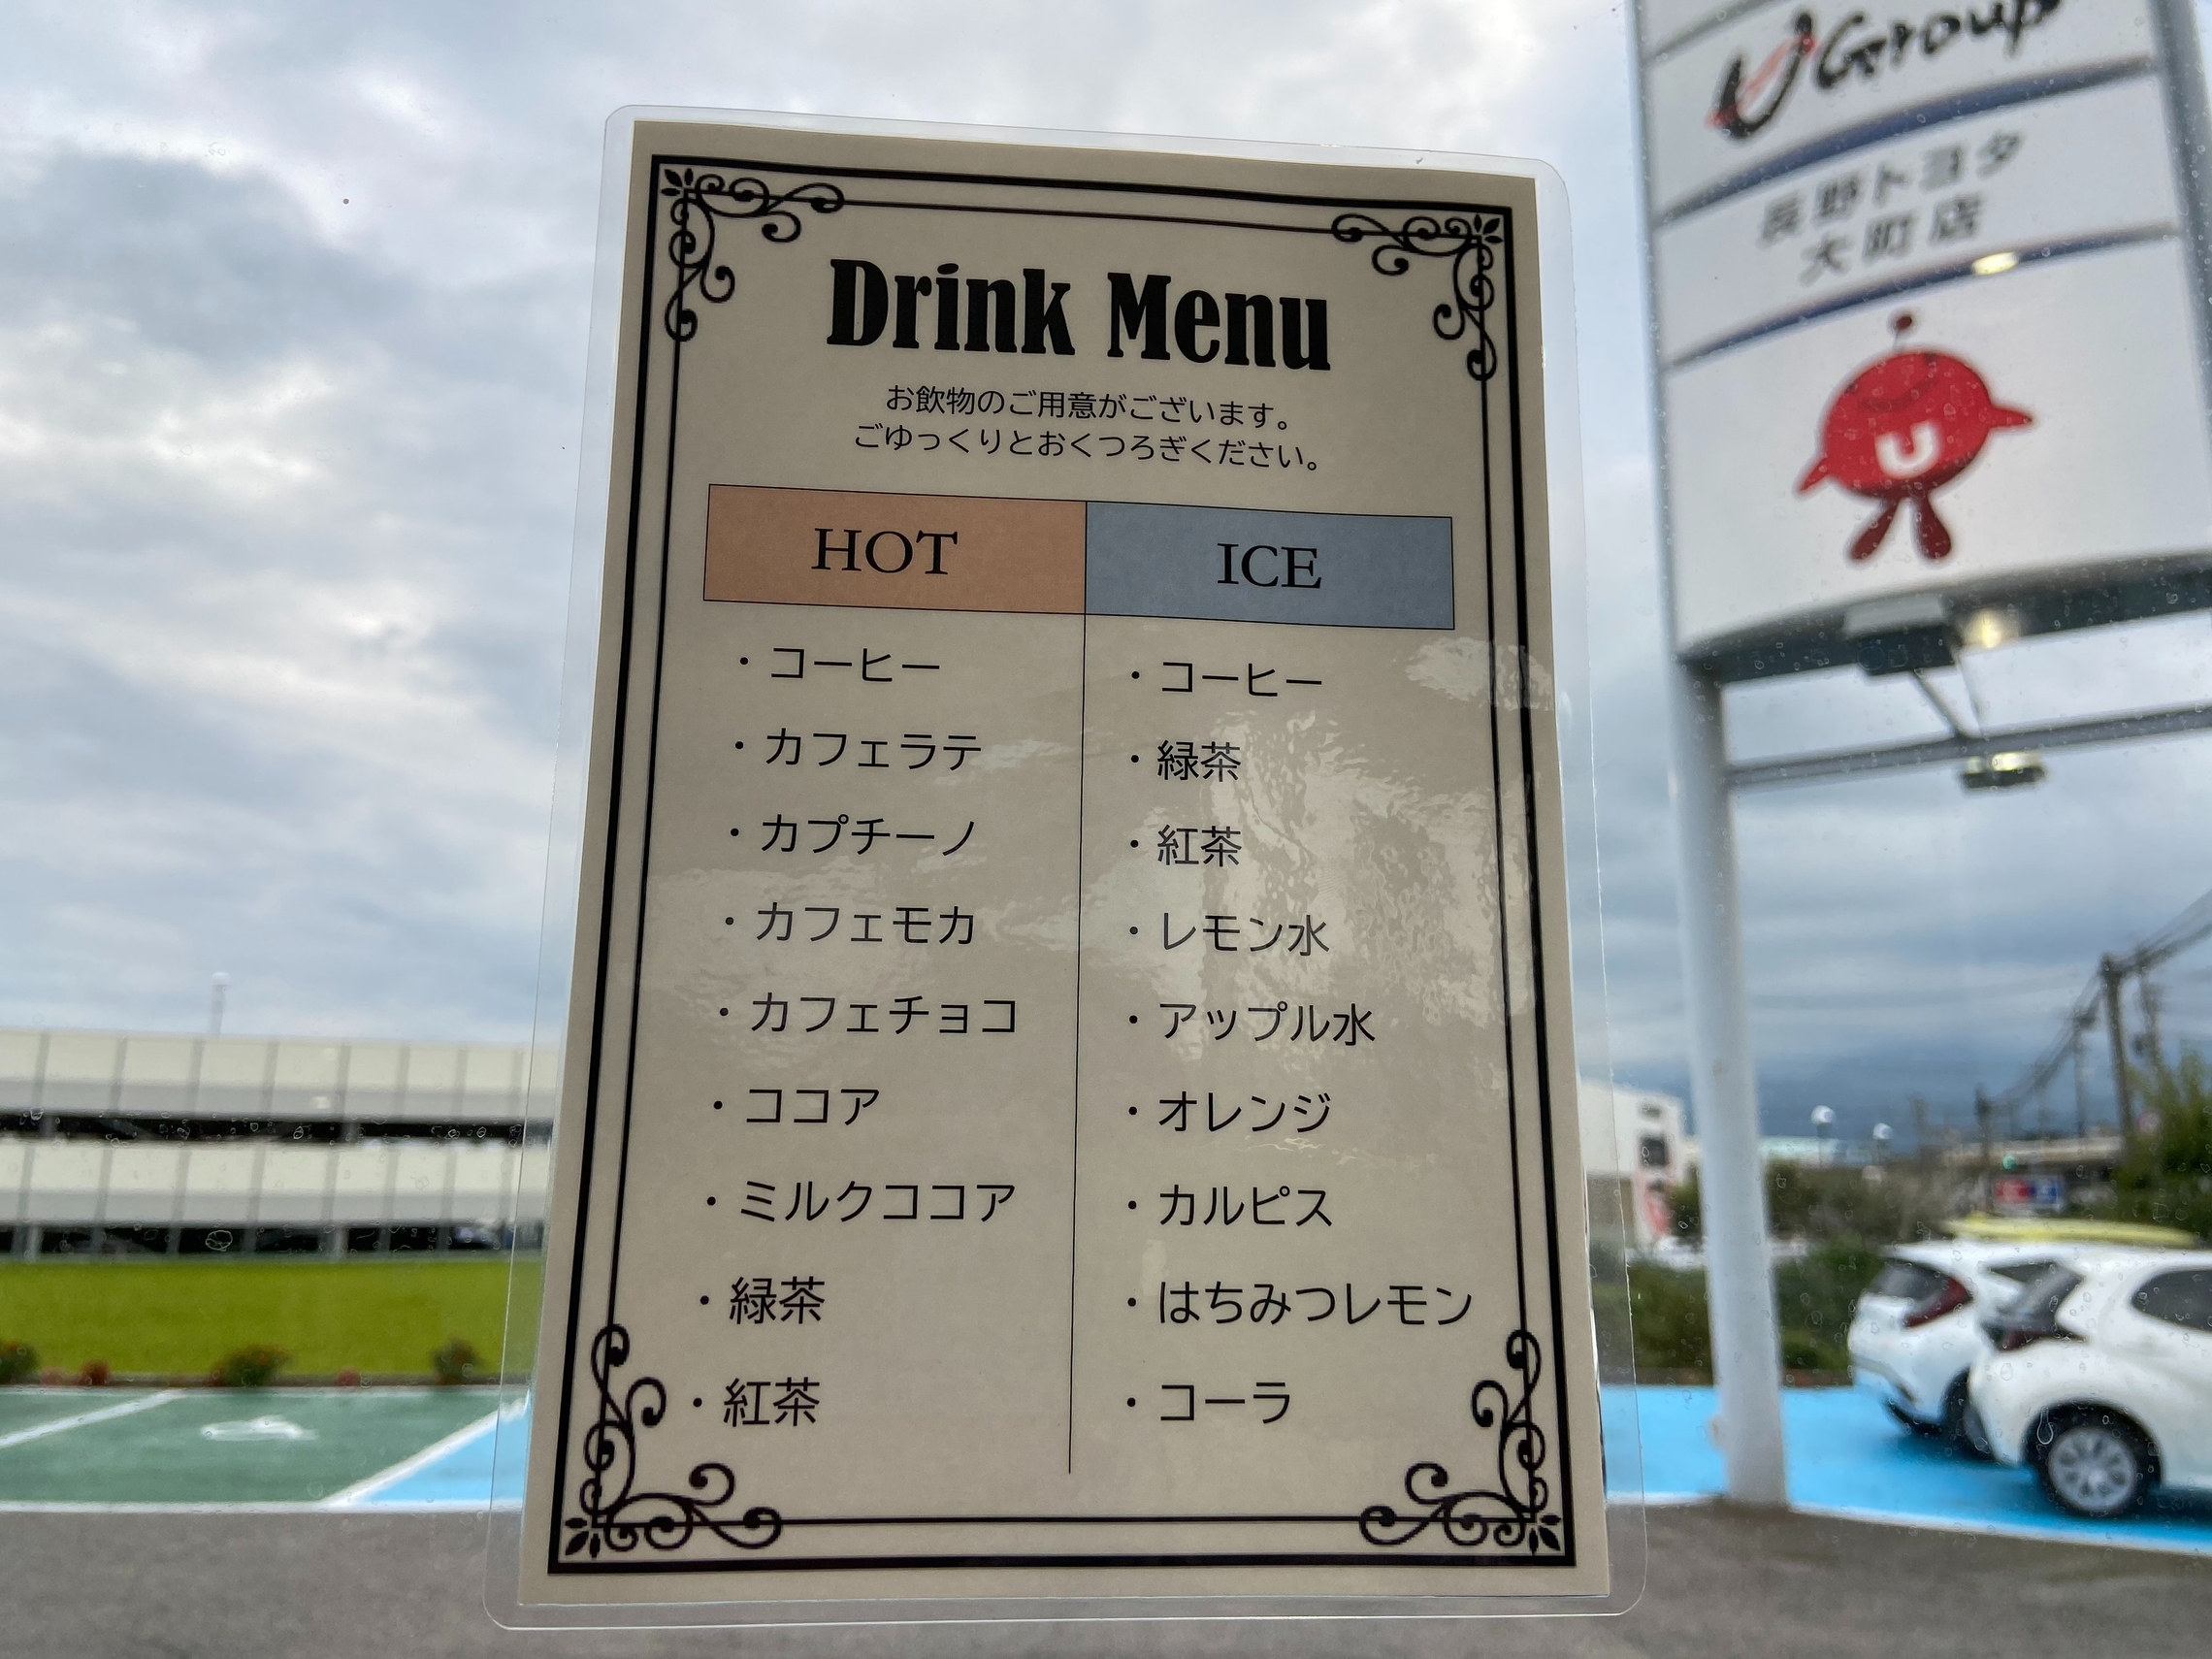 Drink Menu
お飲物のご用意がございます。
ごゆっくりとおくつろぎください。
HOT
・コーヒー
・カフェラテ
・カプチーノ
・カフェモカ
・カフェチョコ
・ココア
・ミルクココア
・緑茶
・紅茶
ICE
・コーヒー
・緑茶
・紅茶
・レモン水
・アップル水
・オレンジ
・カルピス
・はちみつレモン
・コーラ
U Group
長野トヨタ
大町店
U